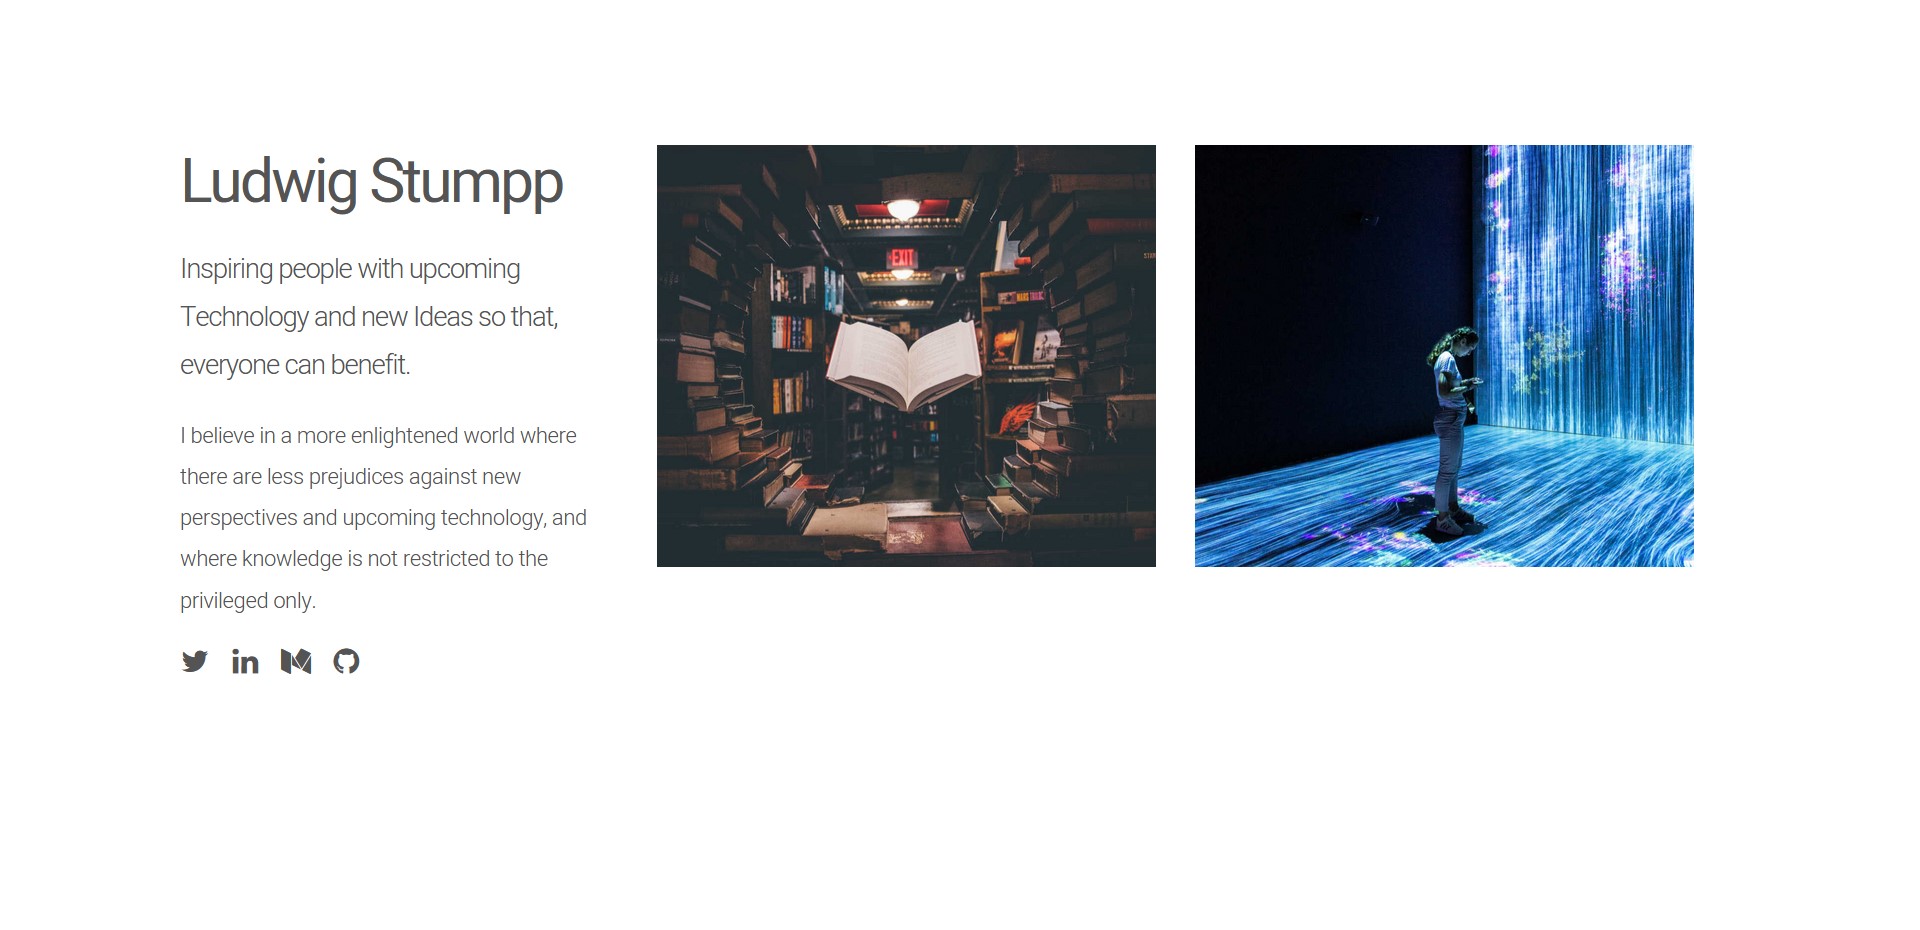 Ludwig Stumpp
Inspiring people with upcoming
Technology and new Ideas so that,
everyone can benefit.
I believe in a more enlightened world where
there are less prejudices against new
perspectives and upcoming technology, and
where knowledge is not restricted to the
privileged only.
in
EXIT